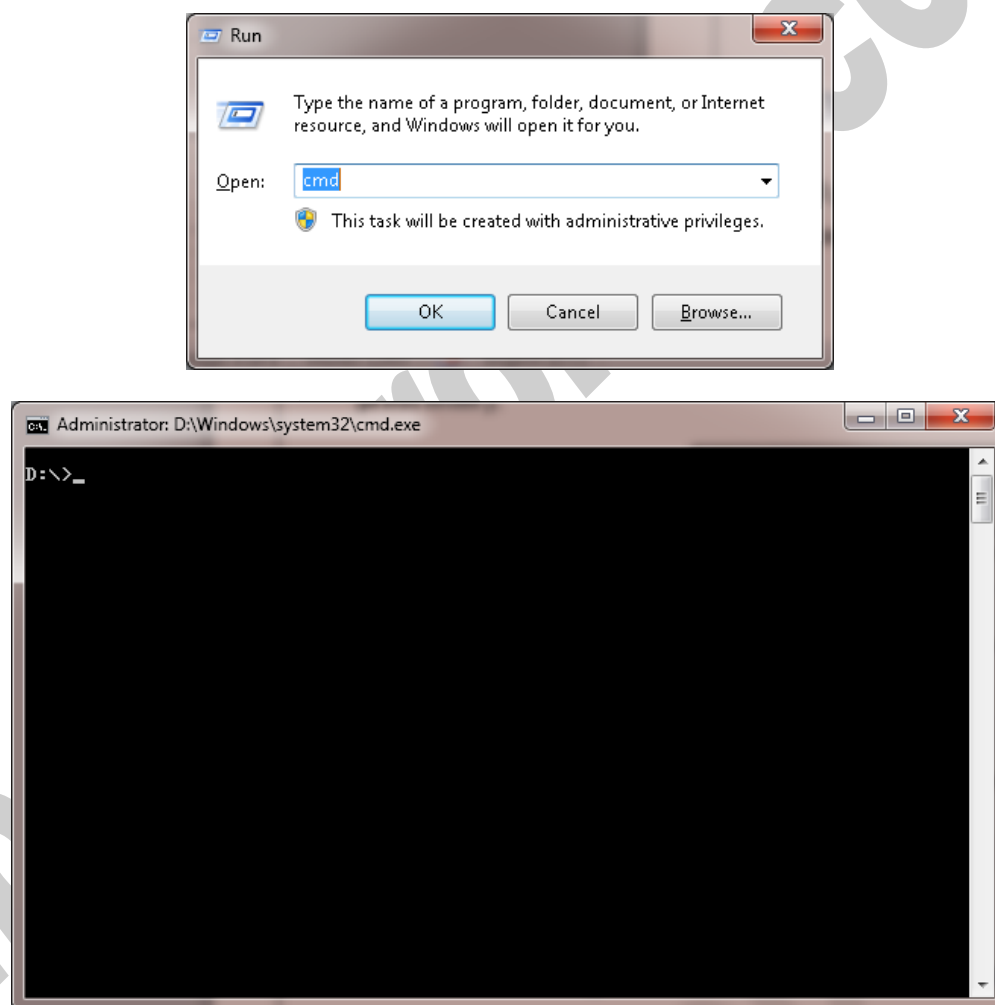 Run
Type the name of a program, folder, document, or Internet
resource, and Windows will open it for you.
Open:
cmd
This task will be created with administrative privileges.
OK
Cancel
Browse...
Administrator: D:\Windows\system32\cmd.exe
D:\>_